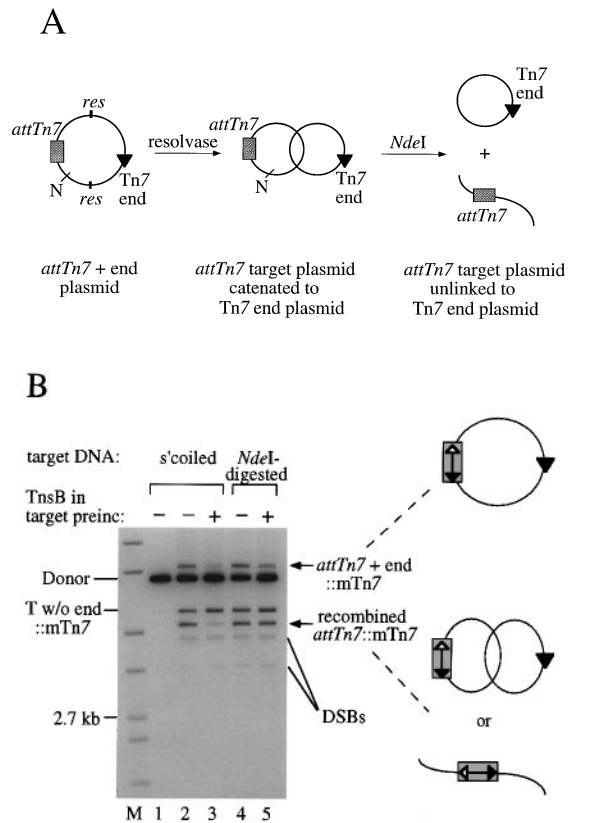 A
res
attTn7
N
res
Tn7
end
resolvase
attTn7
N
Tn7
end
NdeI
Tn7
end
+
attTn7
attTn7 + end
plasmid
attTn7 target plasmid
catenated to
Tn7 end plasmid
attTn7 target plasmid
unlinked to
Tn7 end plasmid
B
target DNA:
s'coiled
NdeI-
digested
TnsB in
target preinc:
− − + − +
Donor
attTn7 + end
::mTn7
T w/o end
::mTn7
recombined
attTn7::mTn7
DSBs
or
2.7 kb
M 1 2 3 4 5